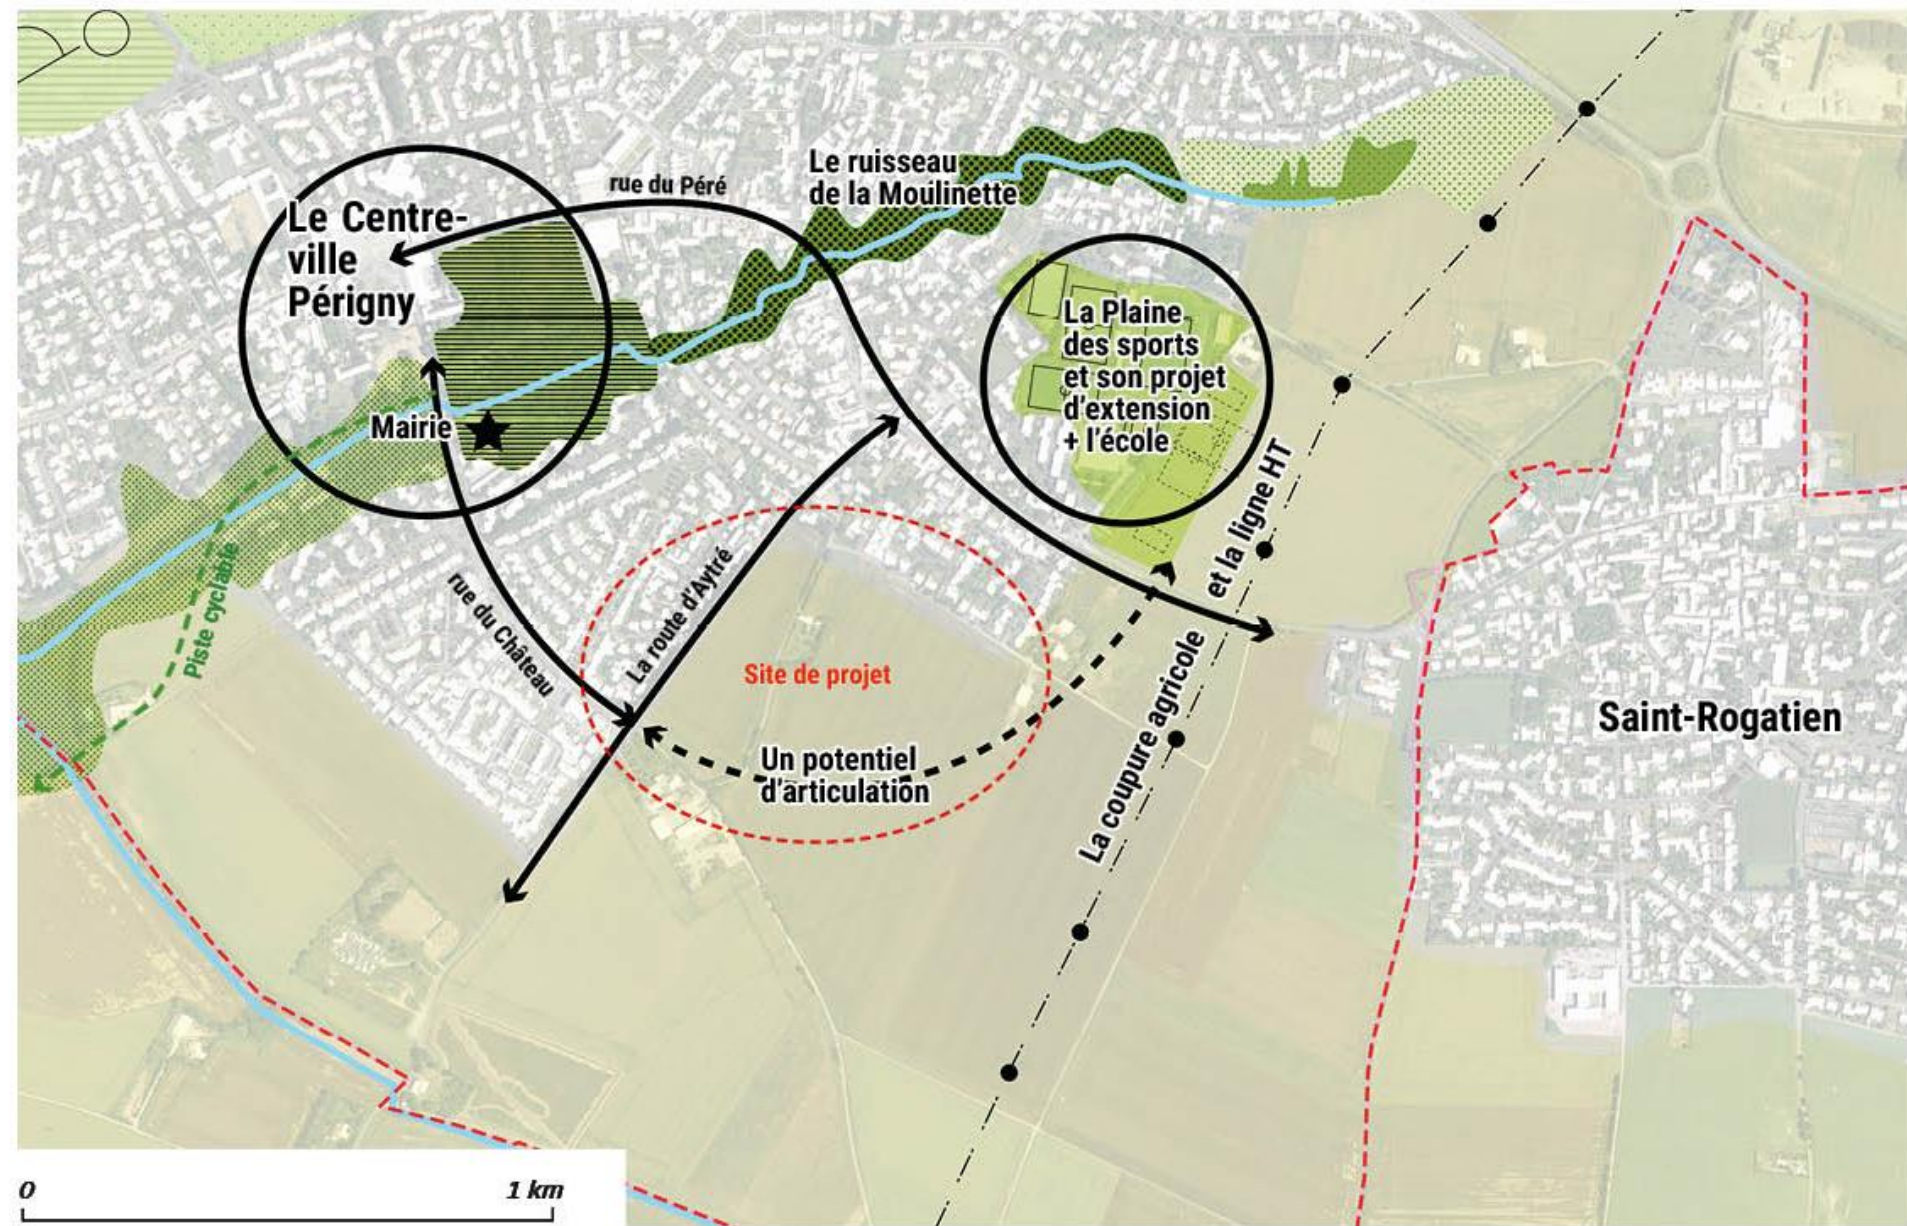 Le Centre-
ville
Périgny
rue du Péré
Le ruisseau
de la Moulinette
La Plaine
des sports
et son projet
d'extension
+ l'école
Mairie
Piste cyclable
rue du Château
La route d'Aytré
Site de projet
Un potentiel
d'articulation
La coupure agricole et la ligne HT
Saint-Rogatien
0 1 km